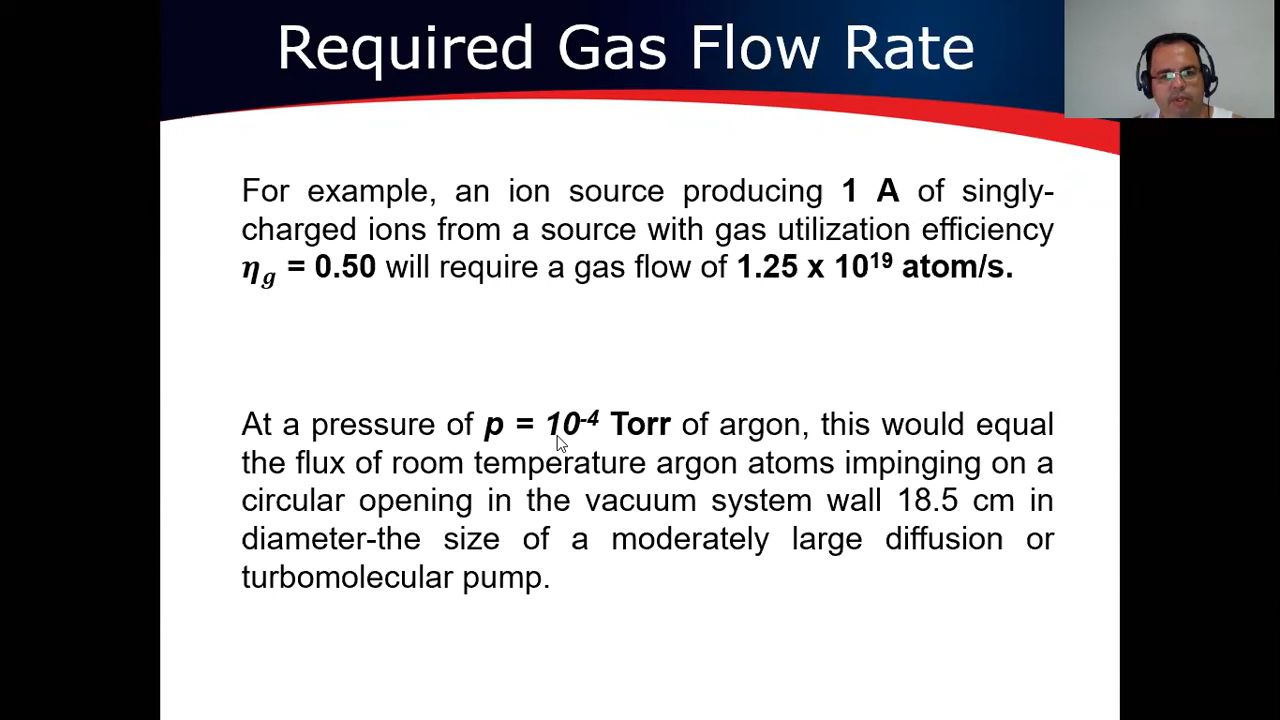 Required Gas Flow Rate
For example, an ion source producing 1 A of singly-
charged ions from a source with gas utilization efficiency
η_g = 0.50 will require a gas flow of 1.25 x 10¹⁹ atom/s.
At a pressure of p = 10⁻⁴ Torr of argon, this would equal
the flux of room temperature argon atoms impinging on a
circular opening in the vacuum system wall 18.5 cm in
diameter-the size of a moderately large diffusion or
turbomolecular pump.